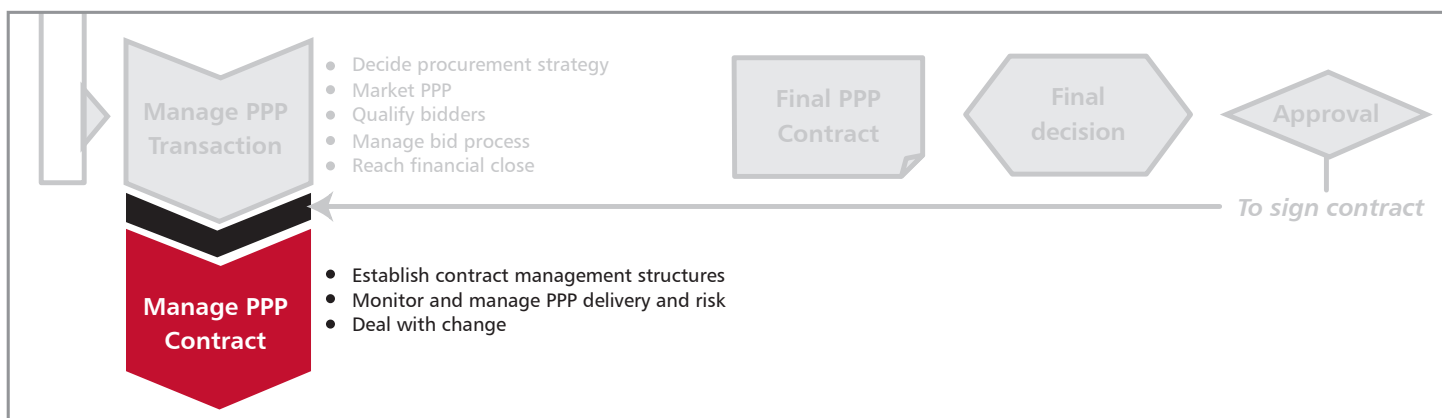 Manage PPP
Transaction
• Decide procurement strategy
• Market PPP
• Qualify bidders
• Manage bid process
• Reach financial close
Final PPP
Contract
Final
decision
Approval
To sign contract
Manage PPP
Contract
• Establish contract management structures
• Monitor and manage PPP delivery and risk
• Deal with change